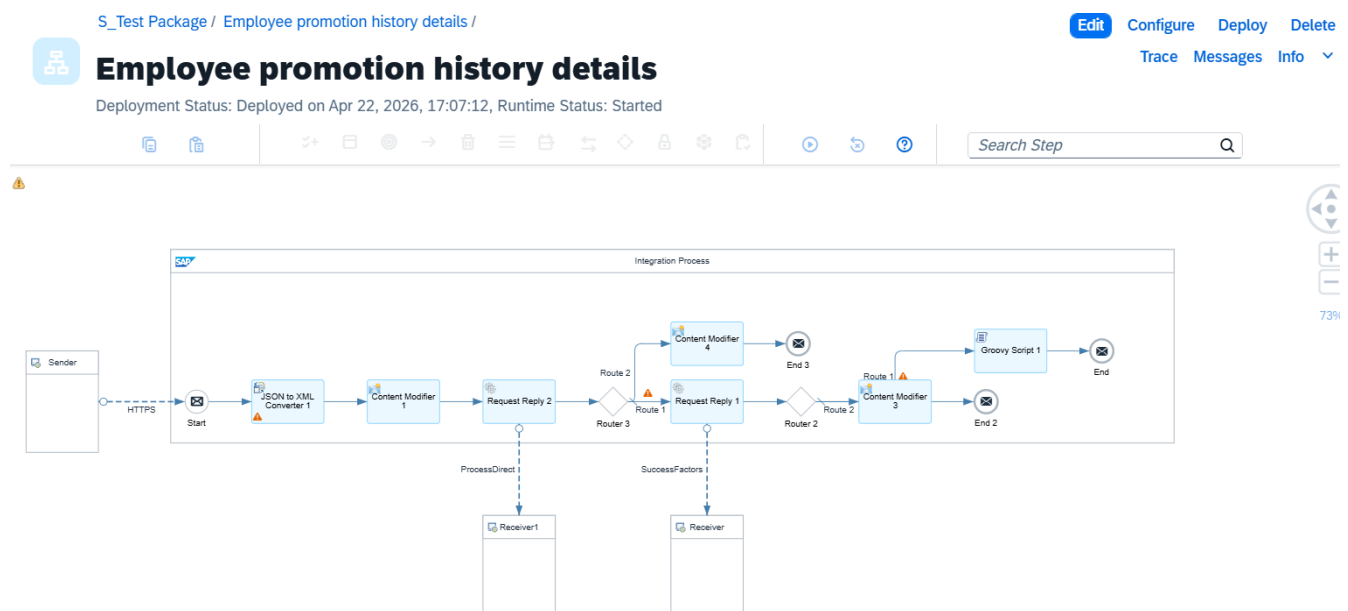 S_Test Package / Employee promotion history details /
Edit Configure Deploy Delete
Employee promotion history details
Trace Messages Info
Deployment Status: Deployed on Apr 22, 2026, 17:07:12, Runtime Status: Started
Search Step
SAP
Integration Process
73%
Sender
HTTPS
Start
JSON to XML
Converter 1
Content Modifier
1
Request Reply 2
Route 2
Content Modifier
4
End 3
Router 3
Route 1
Request Reply 1
Router 2
Route 2
Route 1
Content Modifier
3
Groovy Script 1
End
End 2
ProcessDirect
SuccessFactors
Receiver1
Receiver